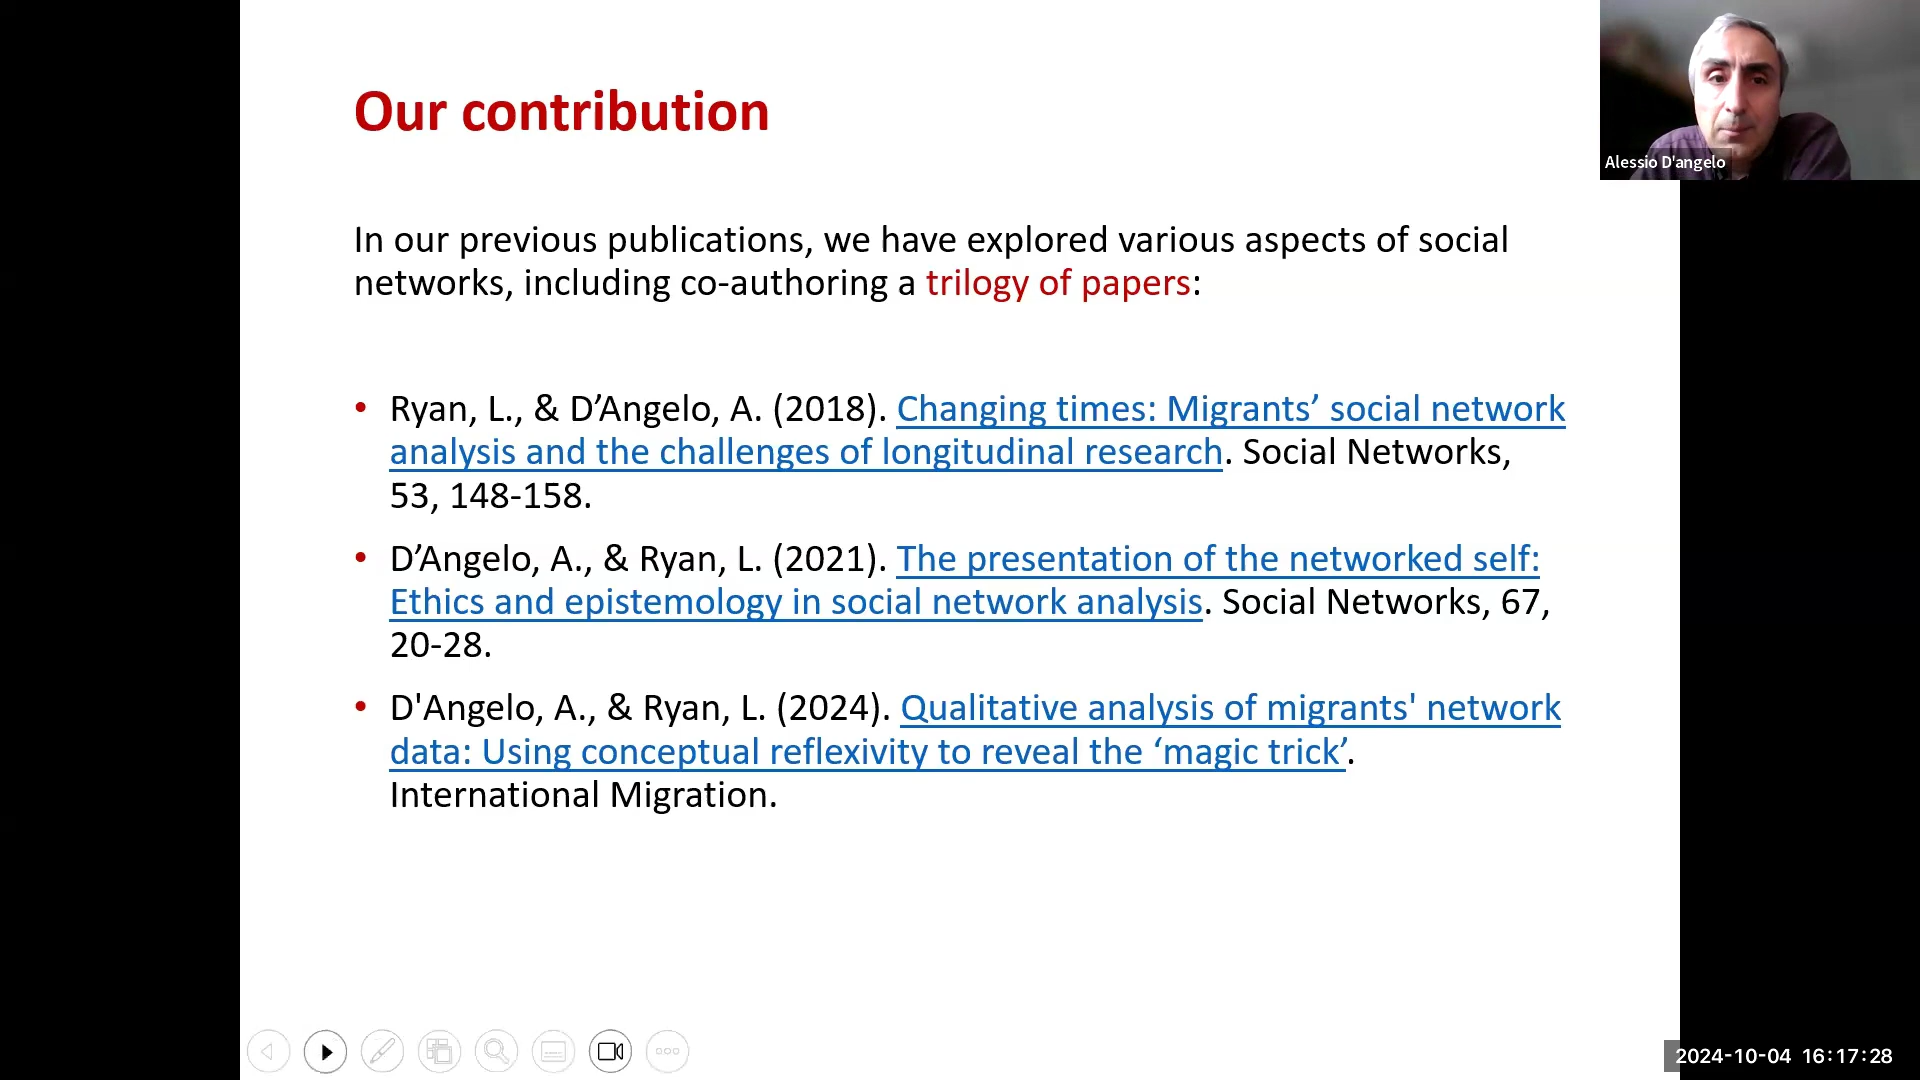 Our contribution
In our previous publications, we have explored various aspects of social
networks, including co-authoring a trilogy of papers:
• Ryan, L., & D’Angelo, A. (2018). Changing times: Migrants’ social network
analysis and the challenges of longitudinal research. Social Networks,
53, 148-158.
• D’Angelo, A., & Ryan, L. (2021). The presentation of the networked self:
Ethics and epistemology in social network analysis. Social Networks, 67,
20-28.
• D'Angelo, A., & Ryan, L. (2024). Qualitative analysis of migrants' network
data: Using conceptual reflexivity to reveal the ‘magic trick’.
International Migration.
Alessio D'angelo
2024-10-04 16:17:28